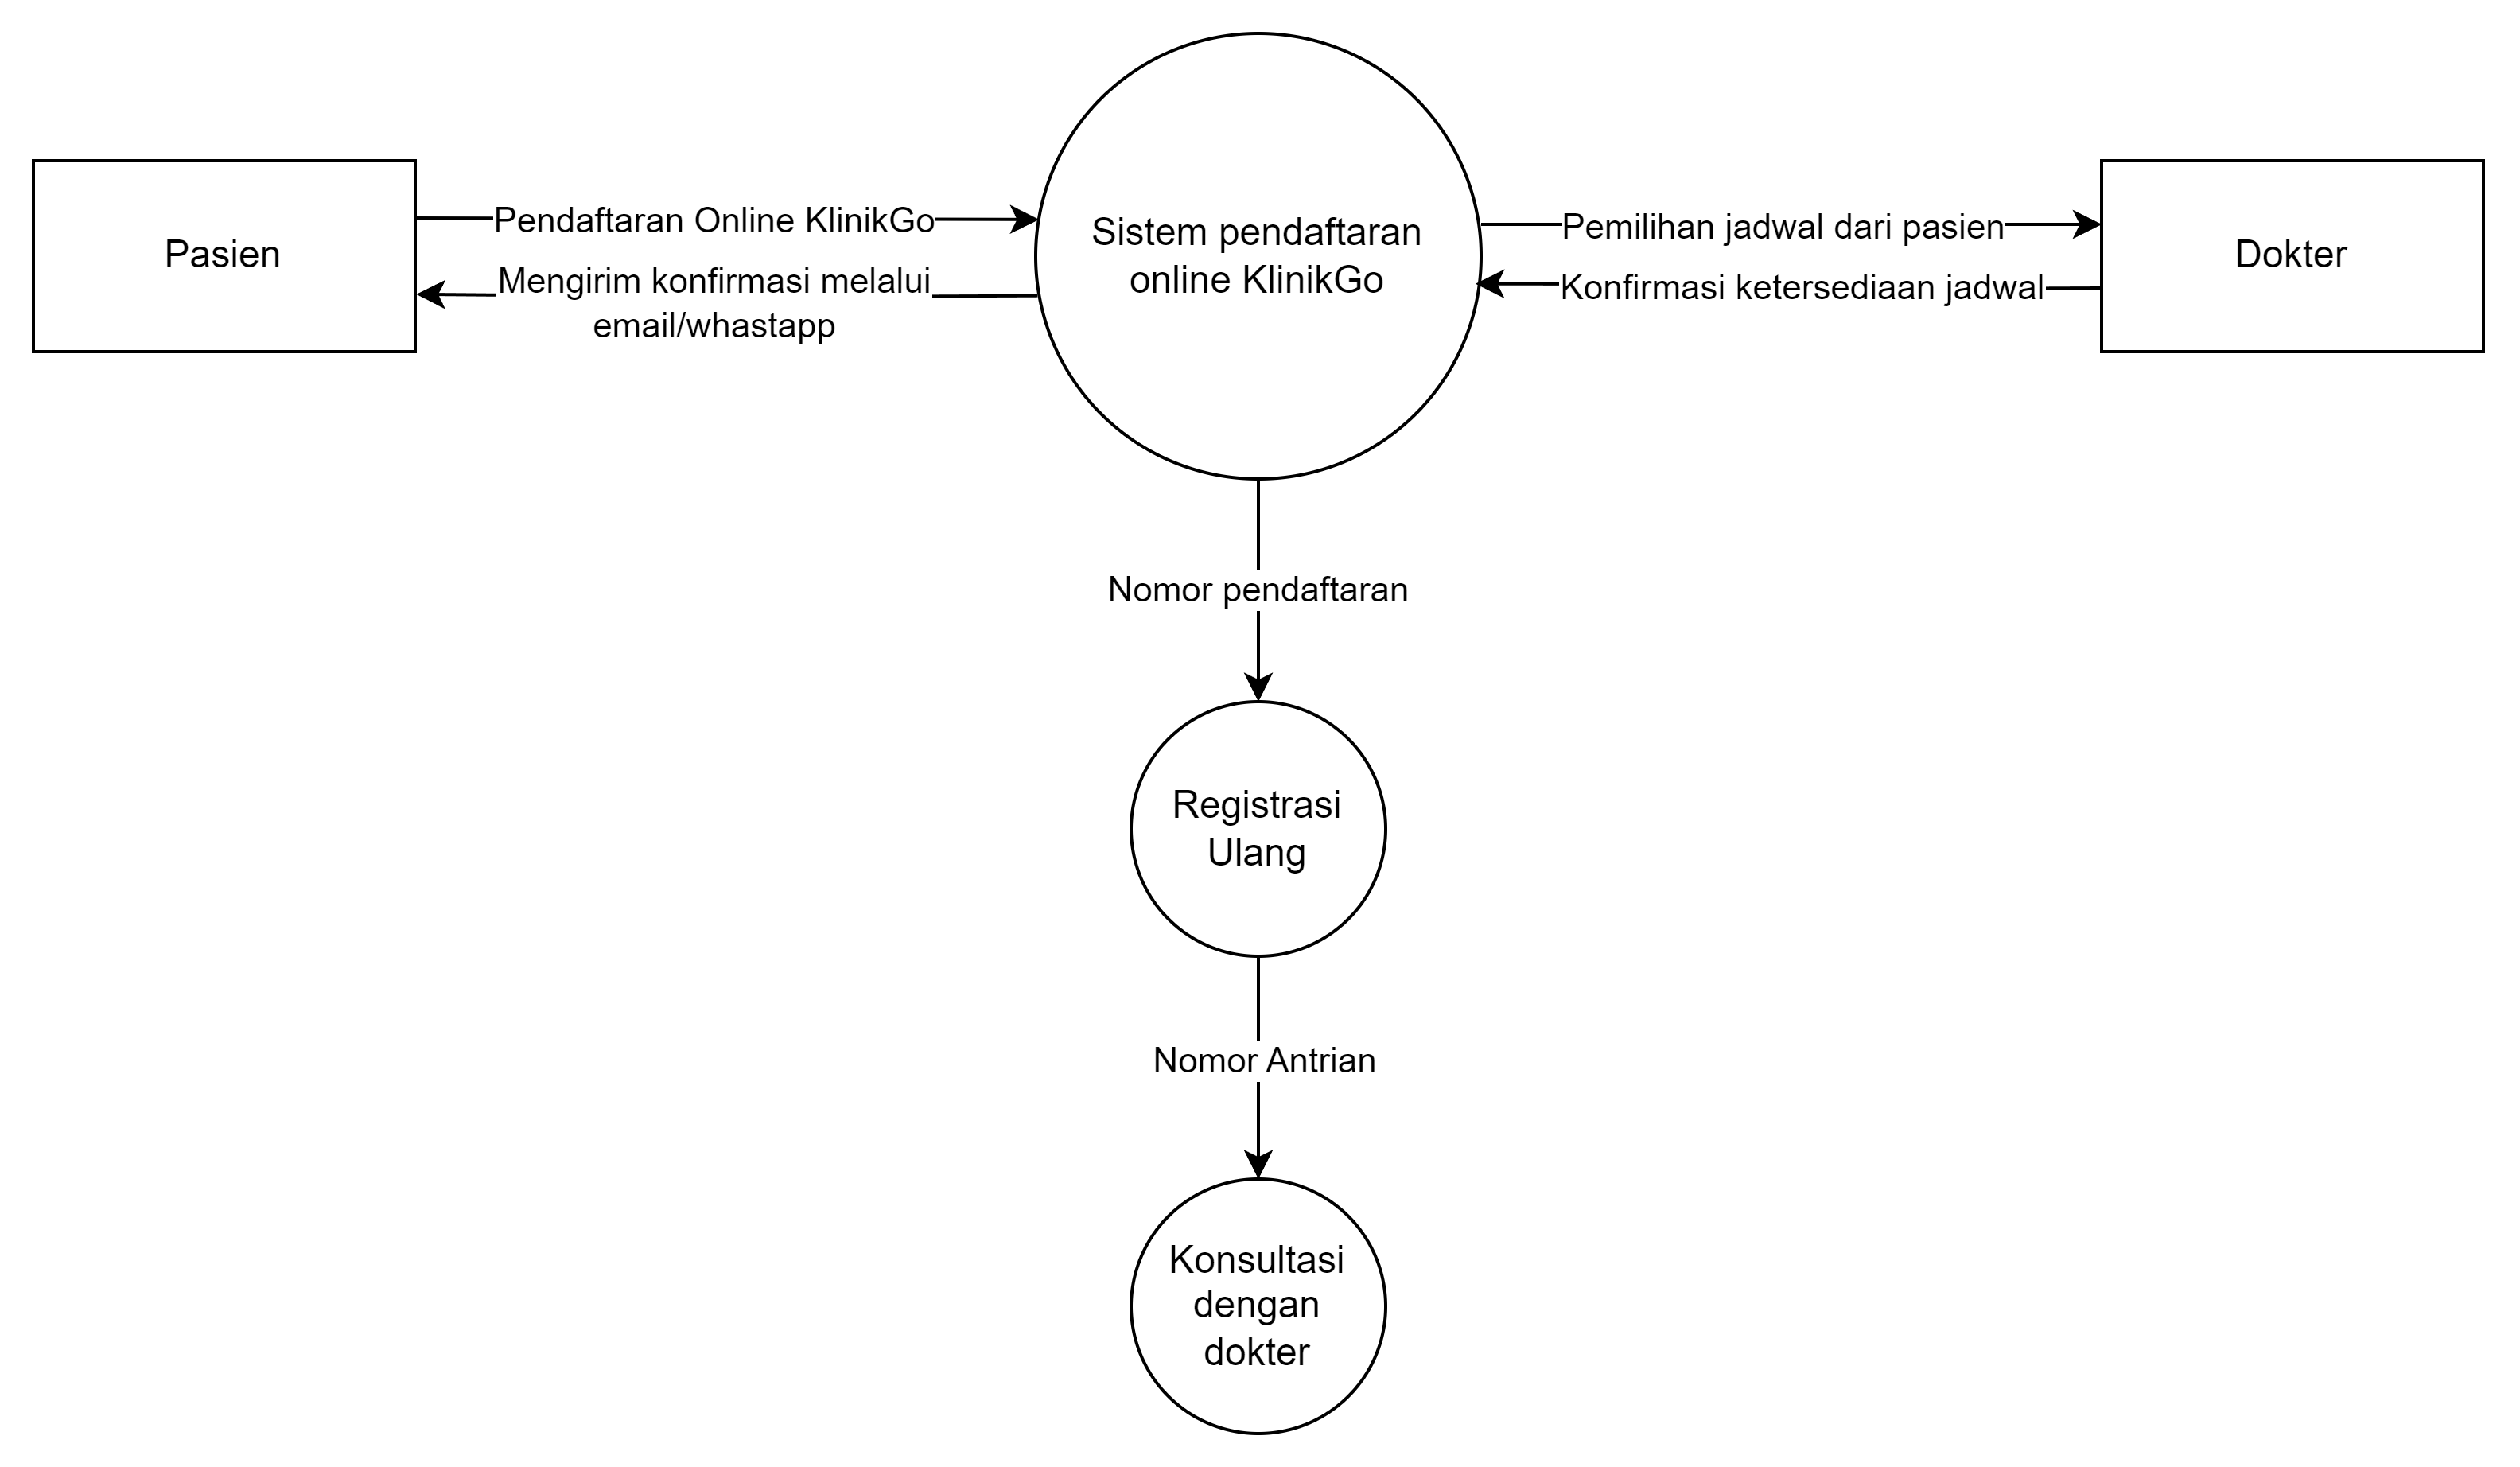 Pasien
Pendaftaran Online KlinikGo
Mengirim konfirmasi melalui
email/whastapp
Sistem pendaftaran
online KlinikGo
Pemilihan jadwal dari pasien
Konfirmasi ketersediaan jadwal
Dokter
Nomor pendaftaran
Registrasi
Ulang
Nomor Antrian
Konsultasi
dengan
dokter